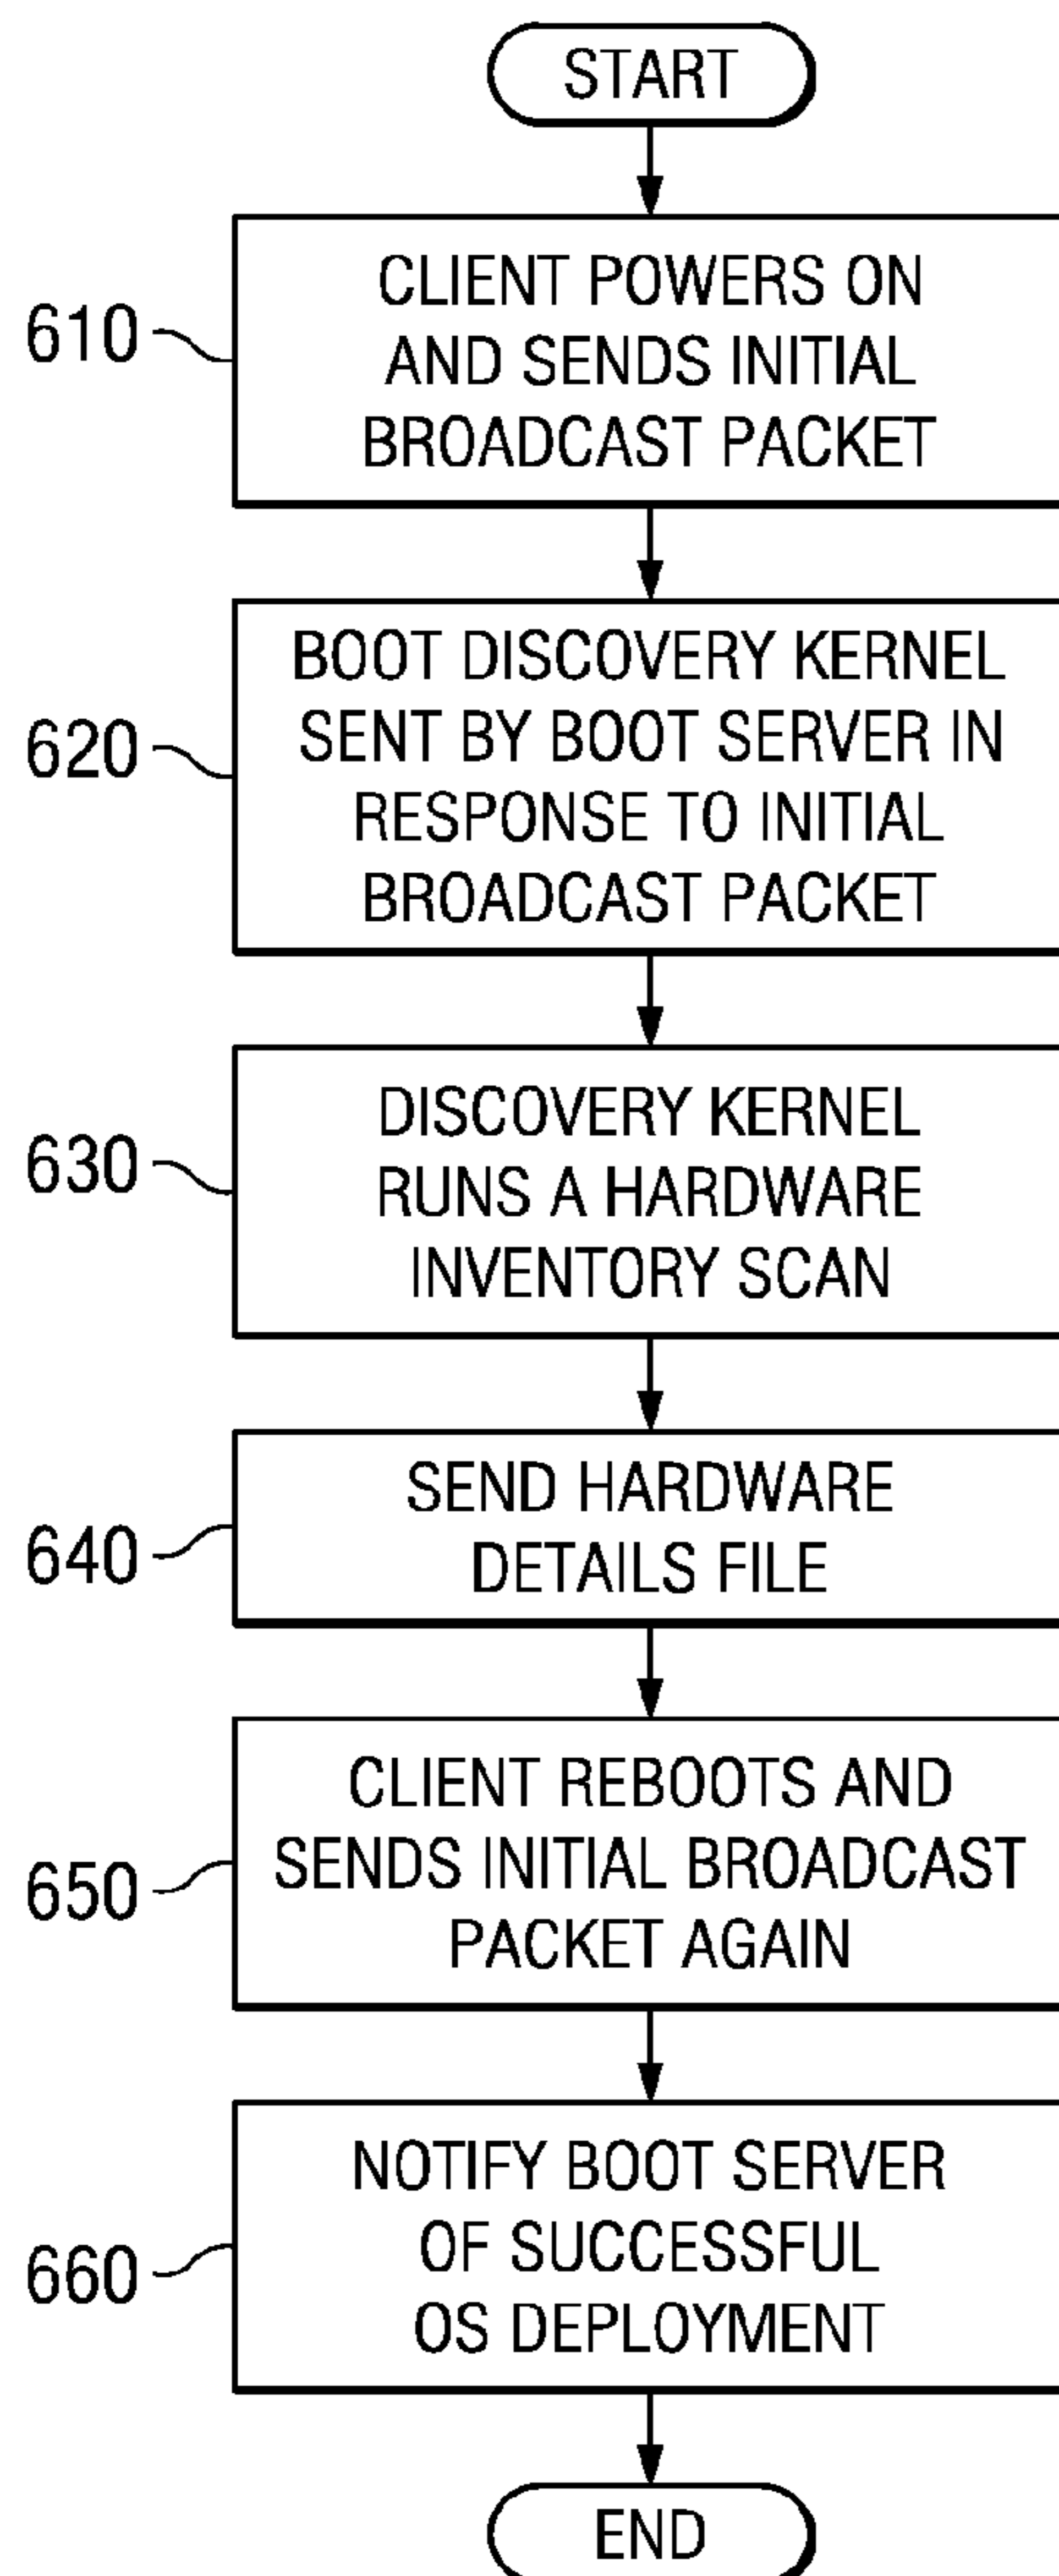 START
610
CLIENT POWERS ON
AND SENDS INITIAL
BROADCAST PACKET
620
BOOT DISCOVERY KERNEL
SENT BY BOOT SERVER IN
RESPONSE TO INITIAL
BROADCAST PACKET
630
DISCOVERY KERNEL
RUNS A HARDWARE
INVENTORY SCAN
640
SEND HARDWARE
DETAILS FILE
650
CLIENT REBOOTS AND
SENDS INITIAL BROADCAST
PACKET AGAIN
660
NOTIFY BOOT SERVER
OF SUCCESSFUL
OS DEPLOYMENT
END